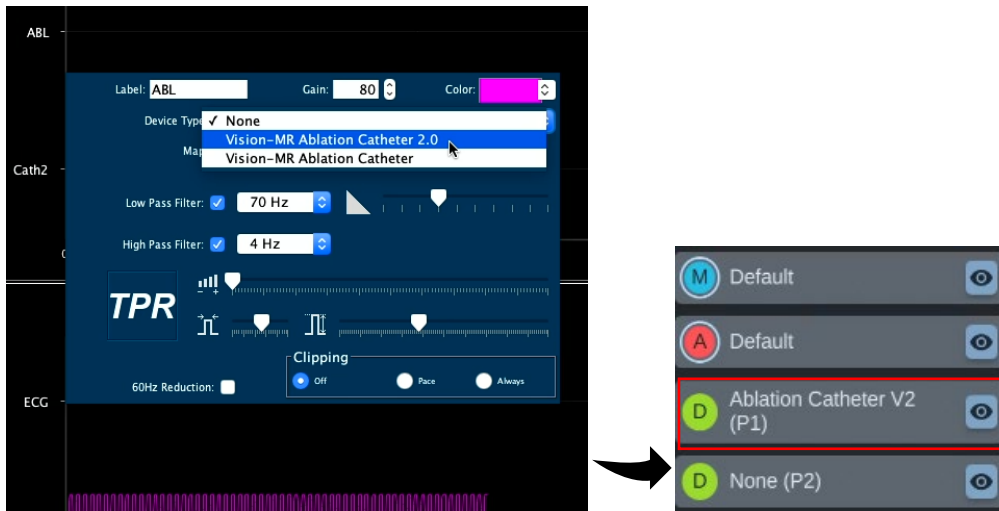 ABL
Label: ABL Gain: 80 Color:
Device Type ✓ None
Vision-MR Ablation Catheter 2.0
Map
Vision-MR Ablation Catheter
Cath2
Low Pass Filter: 70 Hz
High Pass Filter: 4 Hz
TPR
- +
Clipping
Off Pace Always
60Hz Reduction:
ECG
M Default
A Default
D Ablation Catheter V2
(P1)
D None (P2)